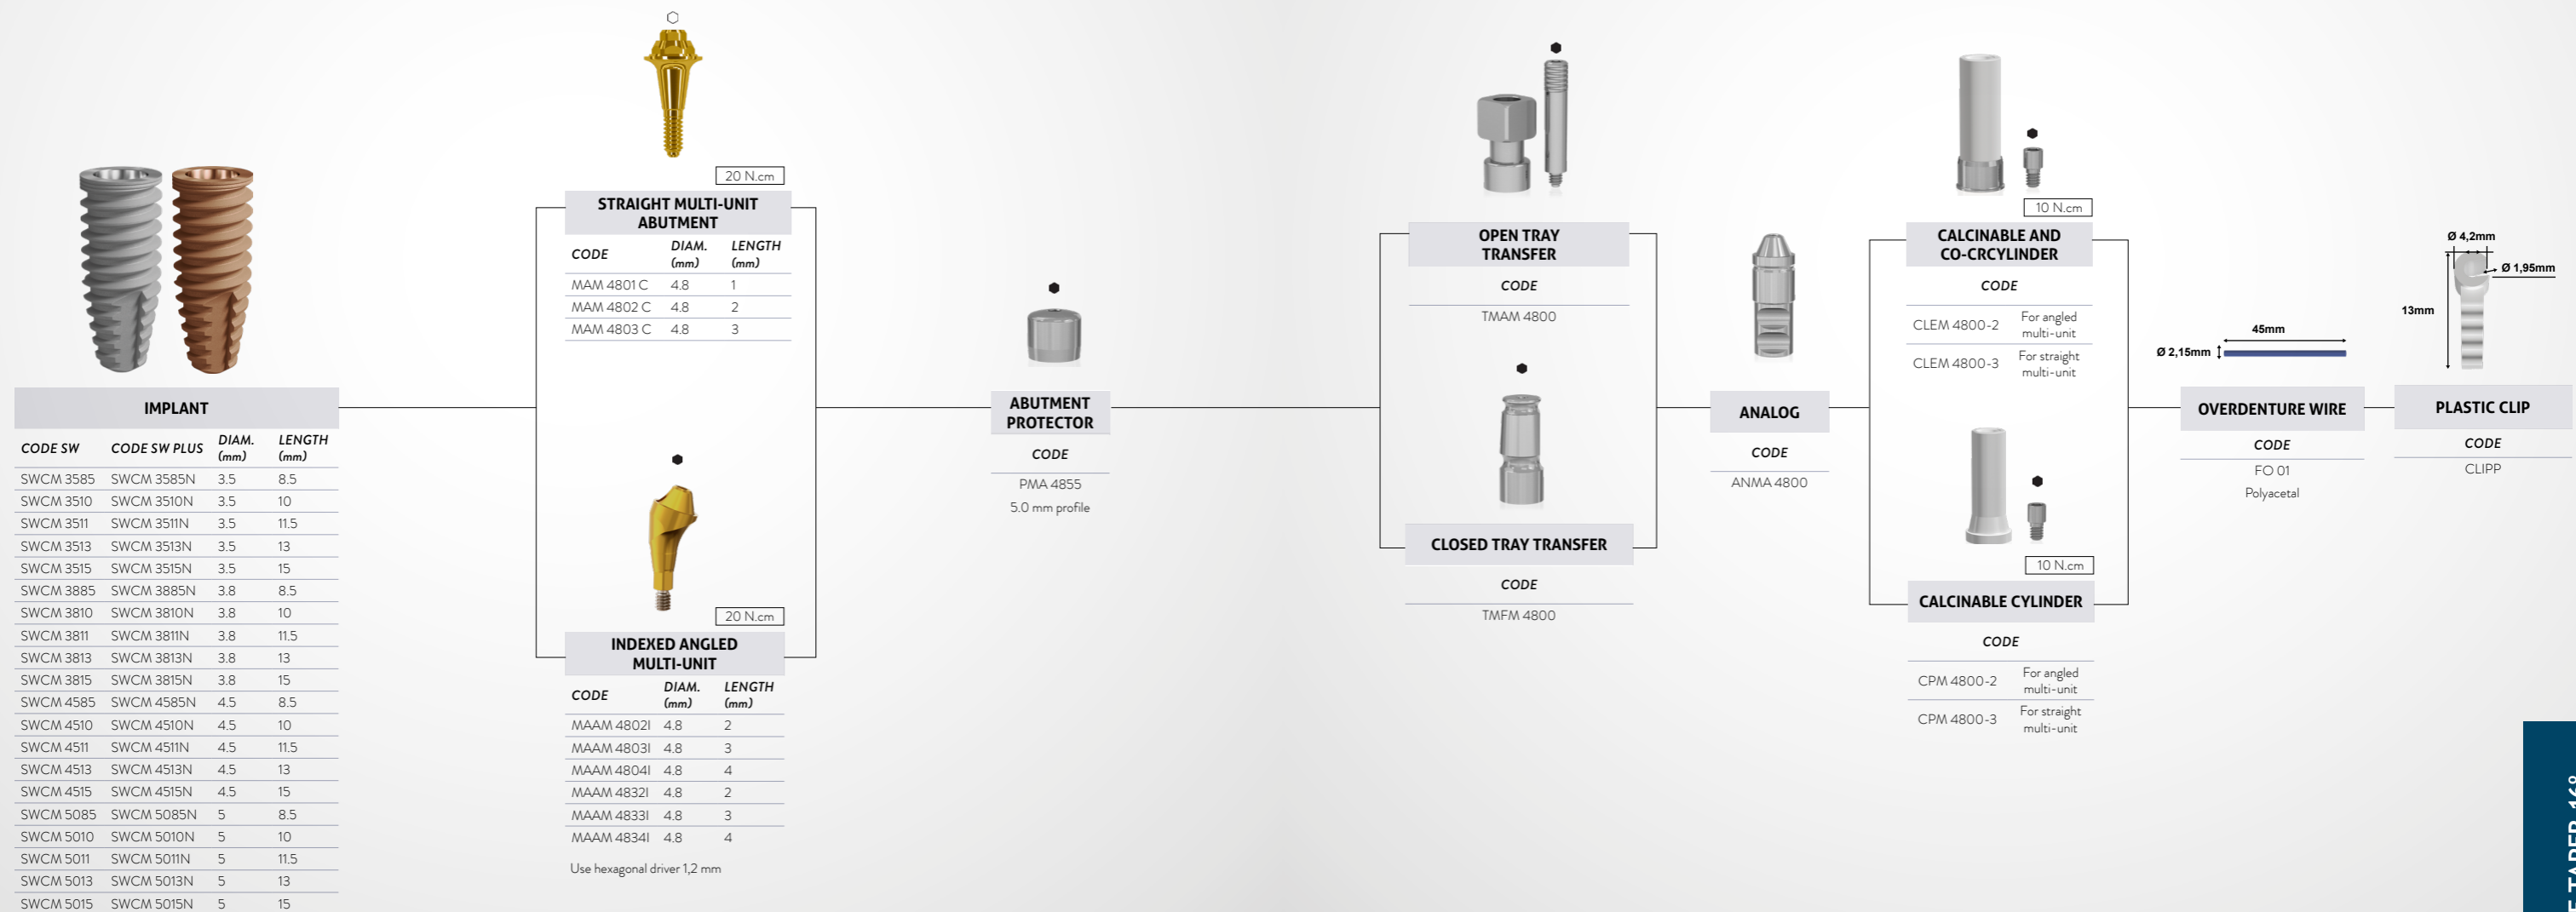 20 N.cm
STRAIGHT MULTI-UNIT
ABUTMENT
CODE DIAM. (mm) LENGTH (mm)
MAM 4801 C 4.8 1
MAM 4802 C 4.8 2
MAM 4803 C 4.8 3
IMPLANT
CODE SW CODE SW PLUS DIAM. (mm) LENGTH (mm)
SWCM 3585 SWCM 3585N 3.5 8.5
SWCM 3510 SWCM 3510N 3.5 10
SWCM 3511 SWCM 3511N 3.5 11.5
SWCM 3513 SWCM 3513N 3.5 13
SWCM 3515 SWCM 3515N 3.5 15
SWCM 3885 SWCM 3885N 3.8 8.5
SWCM 3810 SWCM 3810N 3.8 10
SWCM 3811 SWCM 3811N 3.8 11.5
SWCM 3813 SWCM 3813N 3.8 13
SWCM 3815 SWCM 3815N 3.8 15
SWCM 4585 SWCM 4585N 4.5 8.5
SWCM 4510 SWCM 4510N 4.5 10
SWCM 4511 SWCM 4511N 4.5 11.5
SWCM 4513 SWCM 4513N 4.5 13
SWCM 4515 SWCM 4515N 4.5 15
SWCM 5085 SWCM 5085N 5 8.5
SWCM 5010 SWCM 5010N 5 10
SWCM 5011 SWCM 5011N 5 11.5
SWCM 5013 SWCM 5013N 5 13
SWCM 5015 SWCM 5015N 5 15
20 N.cm
INDEXED ANGLED
MULTI-UNIT
CODE DIAM. (mm) LENGTH (mm)
MAAM 4802I 4.8 2
MAAM 4803I 4.8 3
MAAM 4804I 4.8 4
MAAM 4832I 4.8 2
MAAM 4833I 4.8 3
MAAM 4834I 4.8 4
Use hexagonal driver 1,2 mm
ABUTMENT
PROTECTOR
CODE
PMA 4855
5.0 mm profile
OPEN TRAY
TRANSFER
CODE
TMAM 4800
CLOSED TRAY TRANSFER
CODE
TMFM 4800
ANALOG
CODE
ANMA 4800
10 N.cm
CALCINABLE AND
CO-CRCYLINDER
CODE
CLEM 4800-2 For angled multi-unit
CLEM 4800-3 For straight multi-unit
10 N.cm
CALCINABLE CYLINDER
CODE
CPM 4800-2 For angled multi-unit
CPM 4800-3 For straight multi-unit
45mm
Ø 2,15mm
OVERDENTURE WIRE
CODE
FO 01
Polyacetal
Ø 4,2mm
Ø 1,95mm
13mm
PLASTIC CLIP
CODE
CLIPP
TAPER 16°